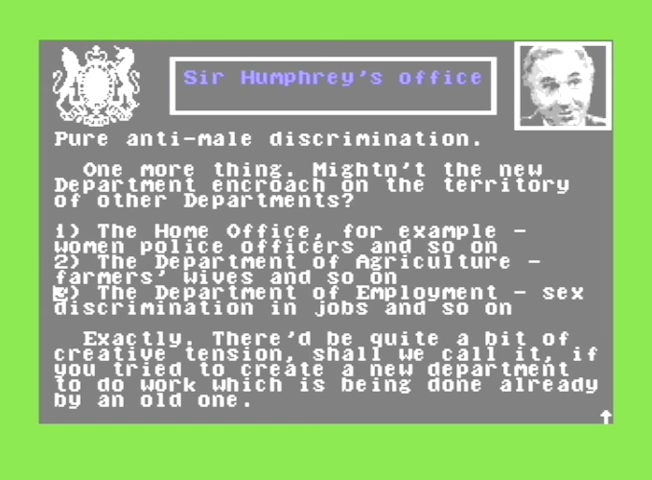 Sir Humphrey's office
Pure anti-male discrimination.
One more thing. Mightn't the new
Department encroach on the territory
of other Departments?
1) The Home Office, for example -
women police officers and so on
2) The Department of Agriculture -
farmers' wives and so on
) The Department of Employment - sex
discrimination in jobs and so on
Exactly. There'd be quite a bit of
creative tension, shall we call it, if
you tried to create a new department
to do work which is being done already
by an old one.